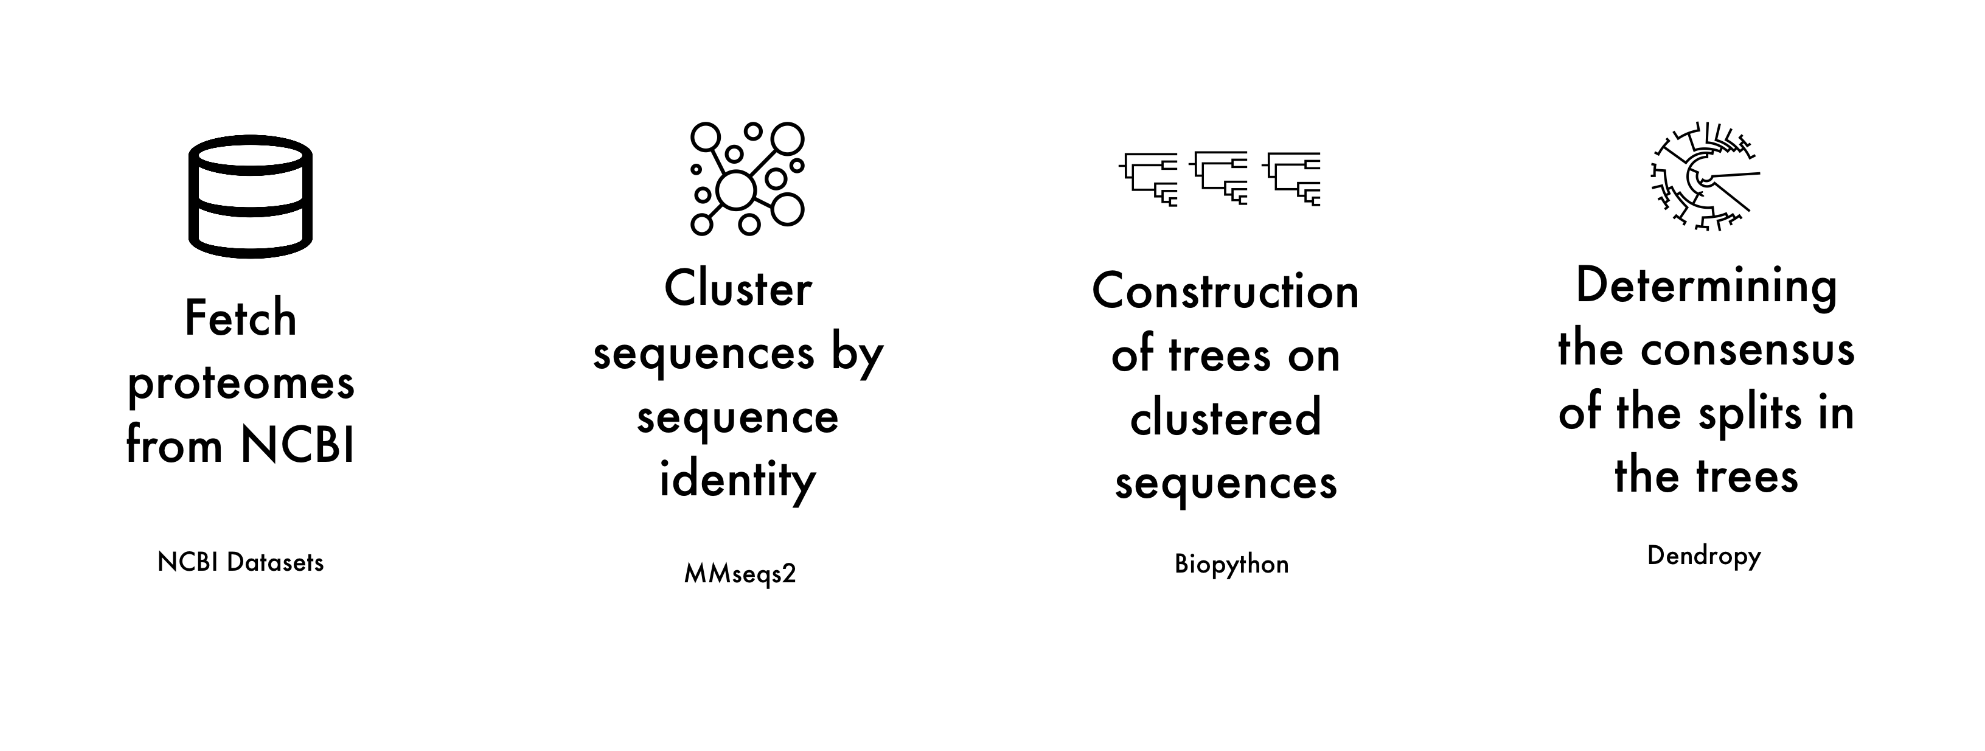 Fetch
proteomes
from NCBI
NCBI Datasets
Cluster
sequences by
sequence
identity
MMseqs2
Construction
of trees on
clustered
sequences
Biopython
Determining
the consensus
of the splits in
the trees
Dendropy